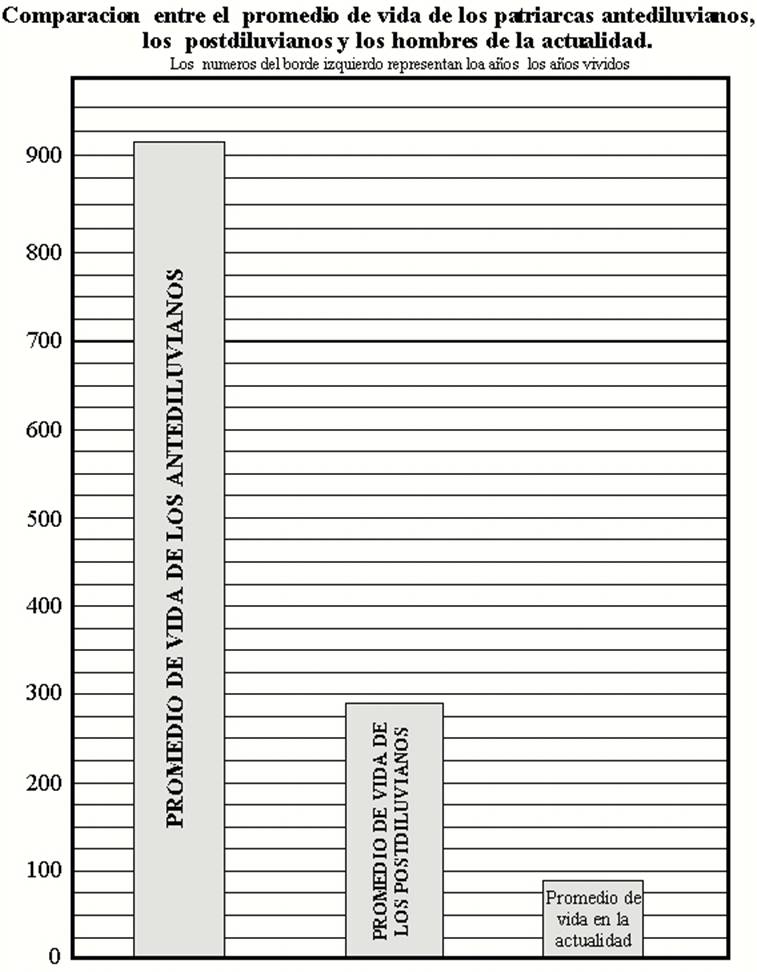 Comparacion entre el promedio de vida de los patriarcas antediluvianos,
los postdiluvianos y los hombres de la actualidad.
Los numeros del borde izquierdo representan loa años los años vividos
900
800
700
600
500
400
300
200
100
0
PROMEDIO DE VIDA DE LOS ANTEDILUVIANOS
PROMEDIO DE VIDA DE
LOS POSTDILUVIANOS
Promedio de
vida en la
actualidad